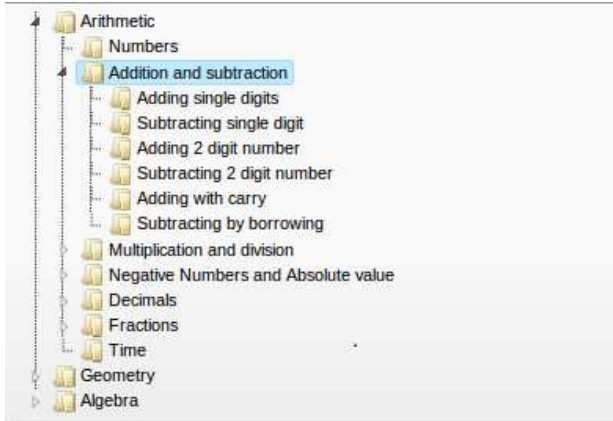 Arithmetic
Numbers
Addition and subtraction
Adding single digits
Subtracting single digit
Adding 2 digit number
Subtracting 2 digit number
Adding with carry
Subtracting by borrowing
Multiplication and division
Negative Numbers and Absolute value
Decimals
Fractions
Time
Geometry
Algebra